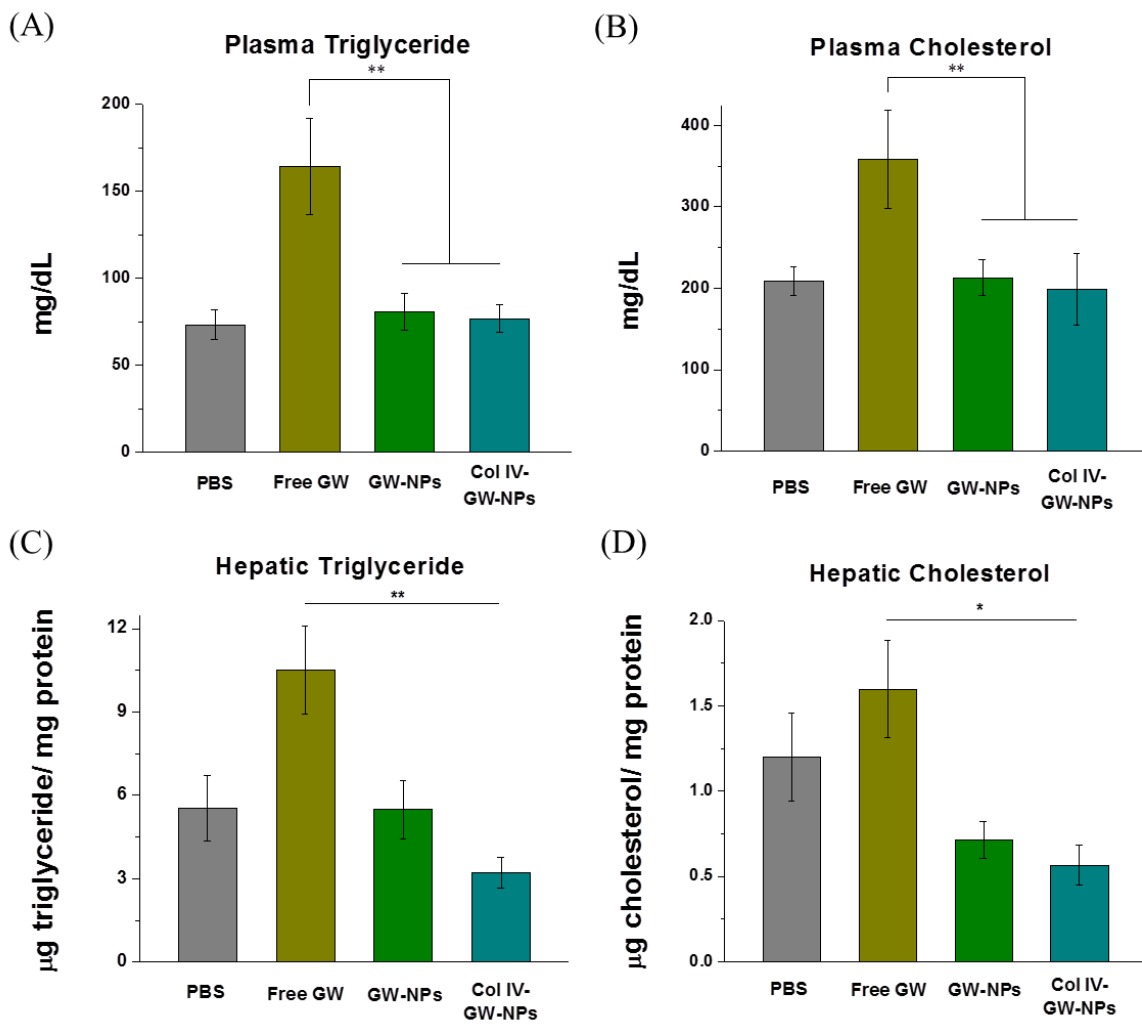 (A)
Plasma Triglyceride
**
mg/dL
200
150
100
50
0
PBS
Free GW
GW-NPs
Col IV-
GW-NPs
(B)
Plasma Cholesterol
**
mg/dL
400
300
200
100
0
PBS
Free GW
GW-NPs
Col IV-
GW-NPs
(C)
Hepatic Triglyceride
**
µg triglyceride/ mg protein
12
9
6
3
0
PBS
Free GW
GW-NPs
Col IV-
GW-NPs
(D)
Hepatic Cholesterol
*
µg cholesterol/ mg protein
2.0
1.5
1.0
0.5
0.0
PBS
Free GW
GW-NPs
Col IV-
GW-NPs